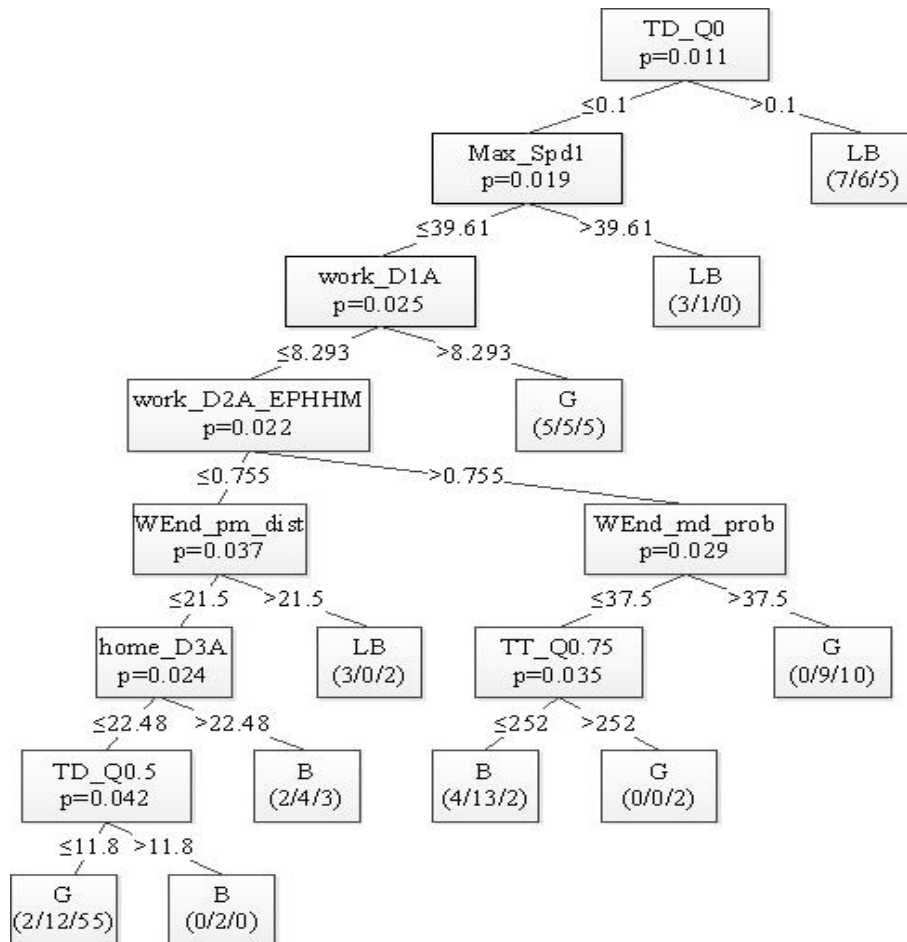 TD_Q0
p=0.011
≤0.1
>0.1
Max_Spd1
p=0.019
LB
(7/6/5)
≤39.61
>39.61
work_D1A
p=0.025
LB
(3/1/0)
≤8.293
>8.293
work_D2A_EPHHM
p=0.022
G
(5/5/5)
≤0.755
>0.755
WEnd_pm_dist
p=0.037
WEnd_md_prob
p=0.029
≤21.5
>21.5
≤37.5
>37.5
home_D3A
p=0.024
LB
(3/0/2)
TT_Q0.75
p=0.035
G
(0/9/10)
≤22.48
>22.48
≤252
>252
TD_Q0.5
p=0.042
B
(2/4/3)
B
(4/13/2)
G
(0/0/2)
≤11.8
>11.8
G
(2/12/55)
B
(0/2/0)